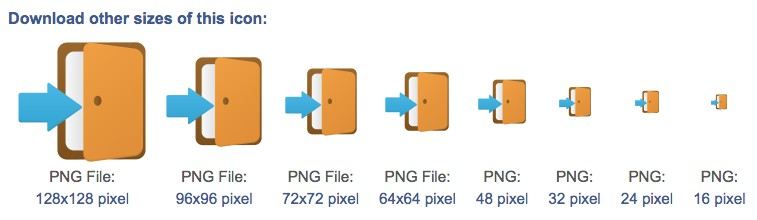 Download other sizes of this icon:
PNG File: PNG File: PNG File: PNG File: PNG: PNG: PNG: PNG:
128x128 pixel 96x96 pixel 72x72 pixel 64x64 pixel 48 pixel 32 pixel 24 pixel 16 pixel